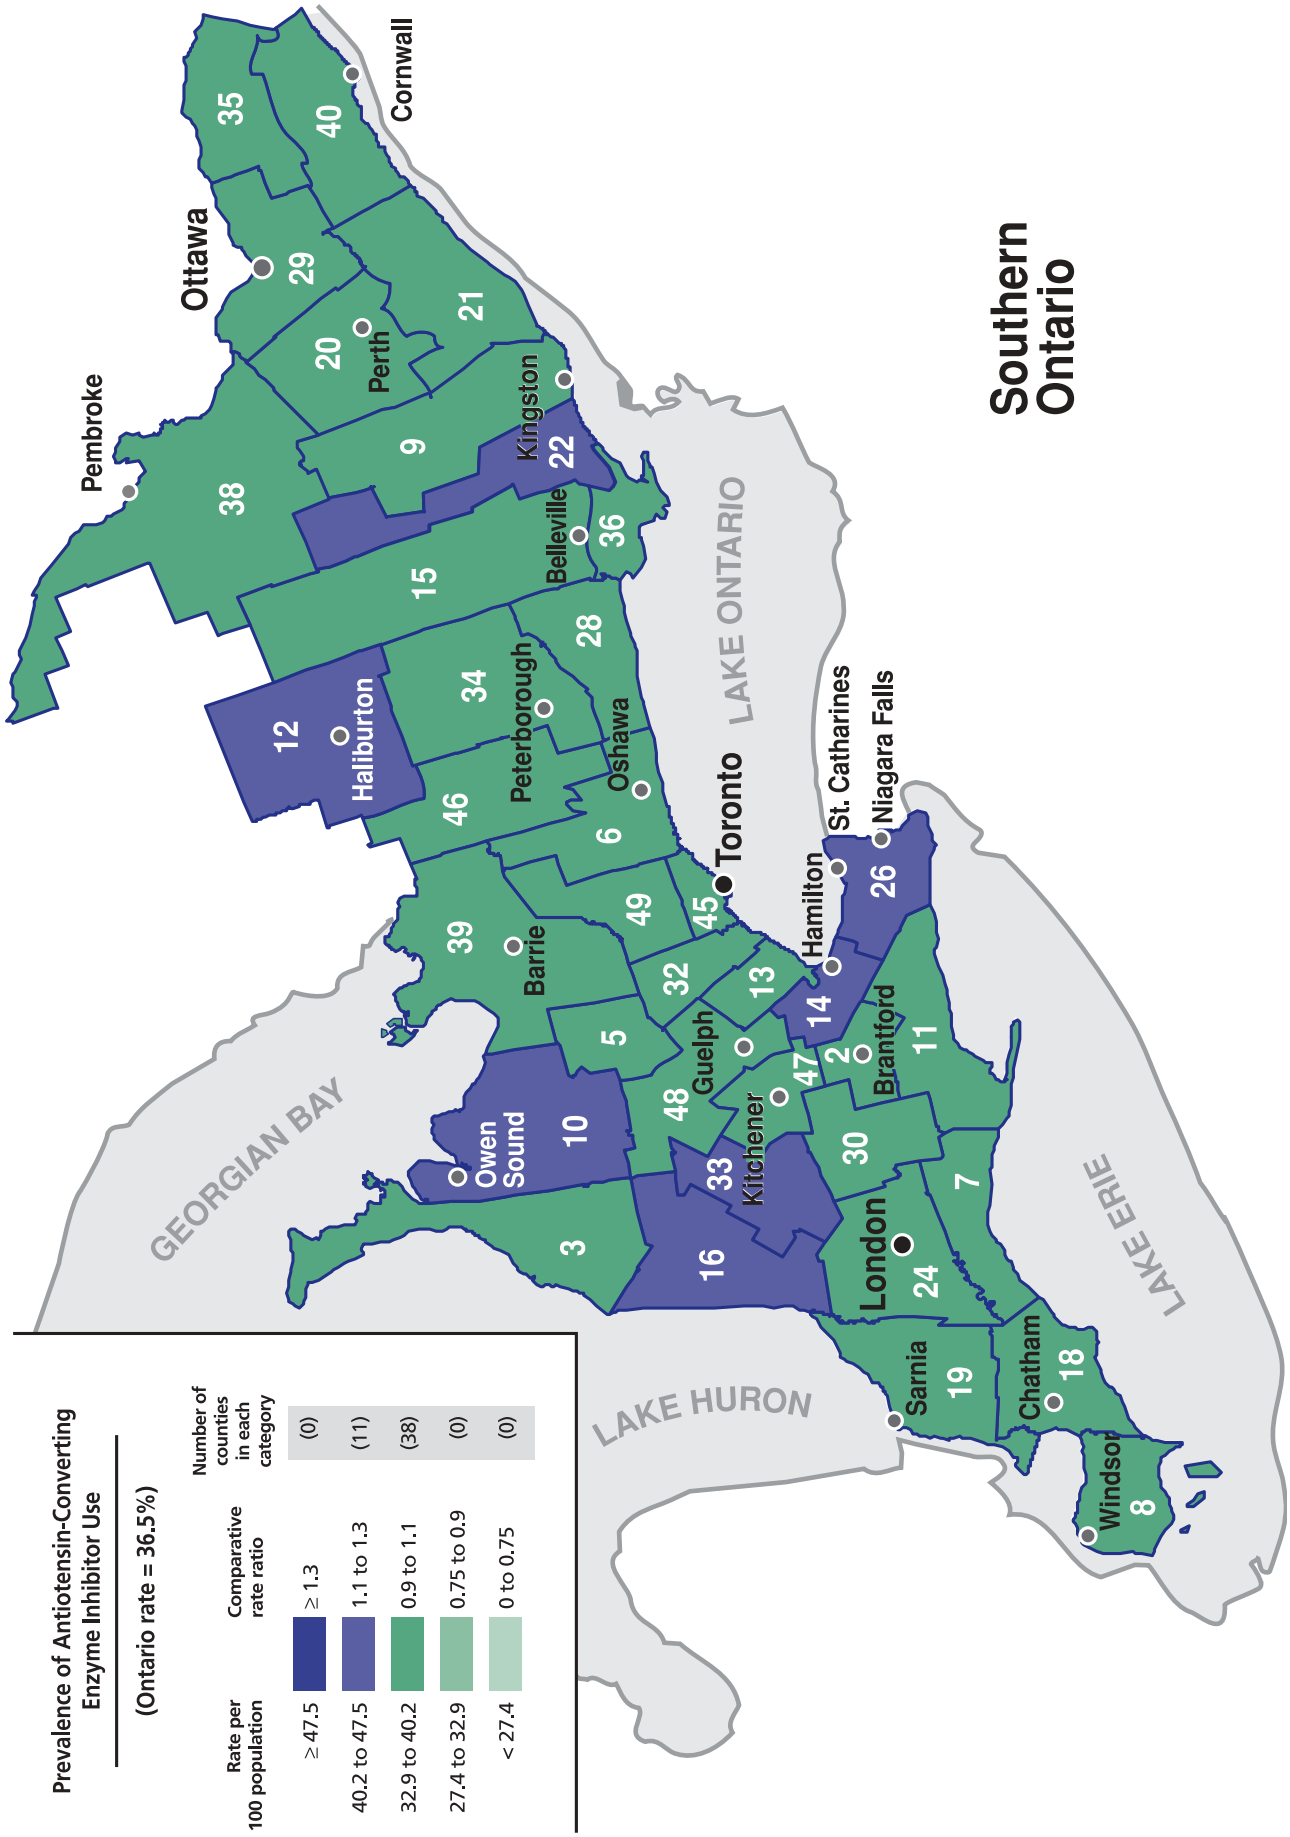 Prevalence of Antiotensin-Converting
Enzyme Inhibitor Use
(Ontario rate = 36.5%)
Rate per
100 population
Comparative
rate ratio
Number of
counties
in each
category
≥ 47.5 ≥ 1.3 (0)
40.2 to 47.5 1.1 to 1.3 (11)
32.9 to 40.2 0.9 to 1.1 (38)
27.4 to 32.9 0.75 to 0.9 (0)
< 27.4 0 to 0.75 (0)
Southern
Ontario
GEORGIAN BAY
LAKE HURON
LAKE ONTARIO
LAKE ERIE
Pembroke
38
Ottawa
35
29
40
Cornwall
20
Perth
21
9
Kingston
22
Belleville
36
15
28
12
Haliburton
34
Peterborough
46
Oshawa
6
39
Barrie
49
45
Toronto
32
13
5
Guelph
48
Hamilton
14
St. Catharines
Niagara Falls
26
47
2
Brantford
11
Kitchener
33
30
Owen
Sound
10
3
16
7
London
24
Sarnia
19
Chatham
18
Windsor
8